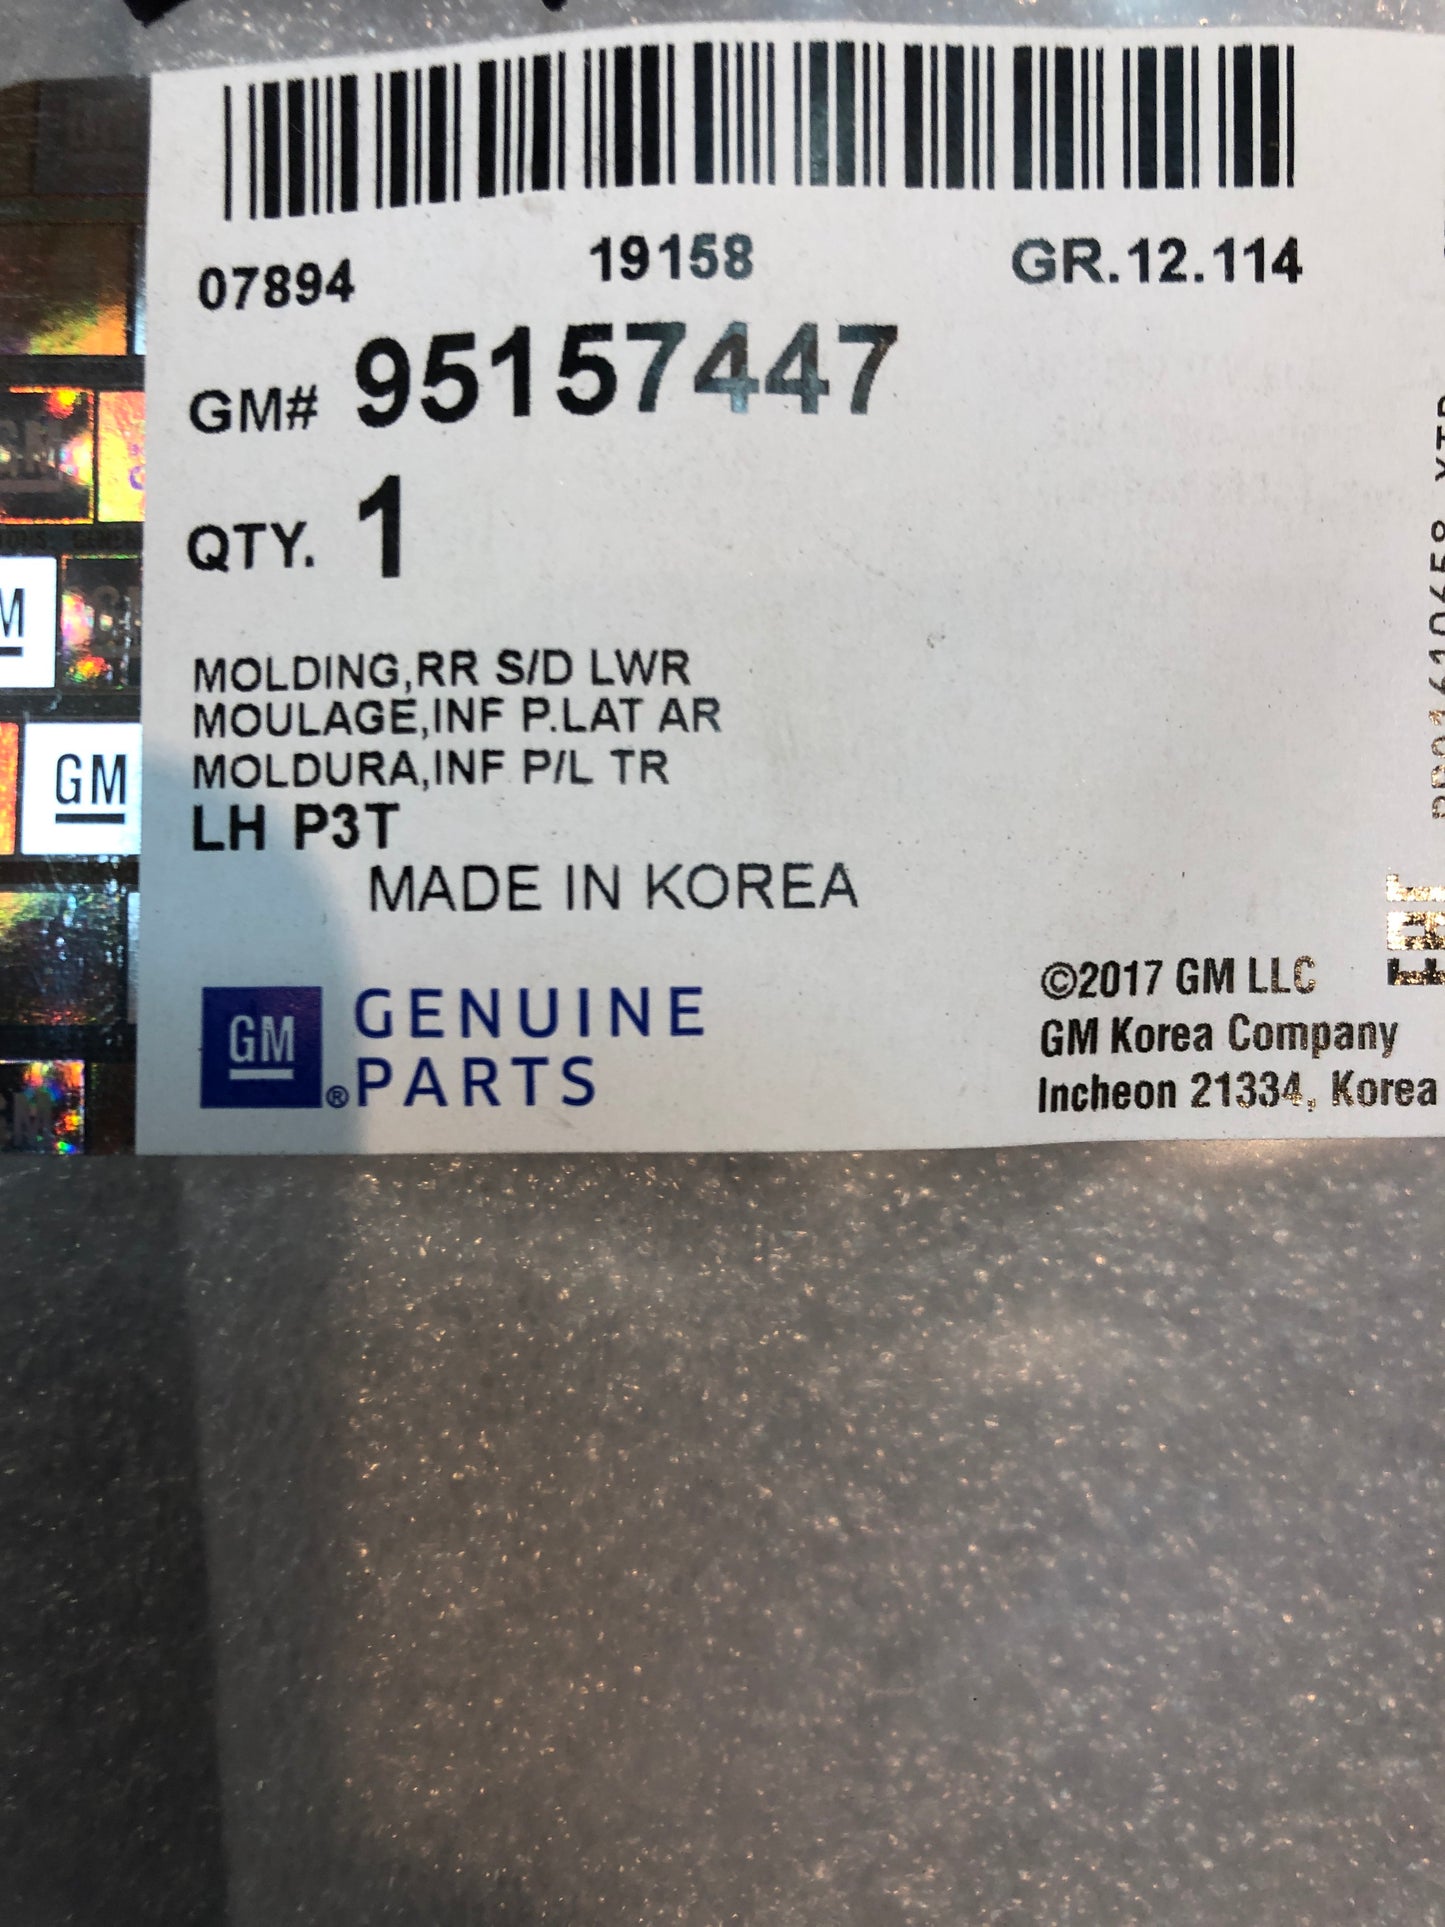 07894 19158 GR.12.114
GM# 95157447
QTY. 1
MOLDING,RR S/D LWR
MOULAGE,INF P.LAT AR
MOLDURA,INF P/L TR
LH P3T
MADE IN KOREA
GM GENUINE
®PARTS
©2017 GM LLC
GM Korea Company
Incheon 21334, Korea
GM